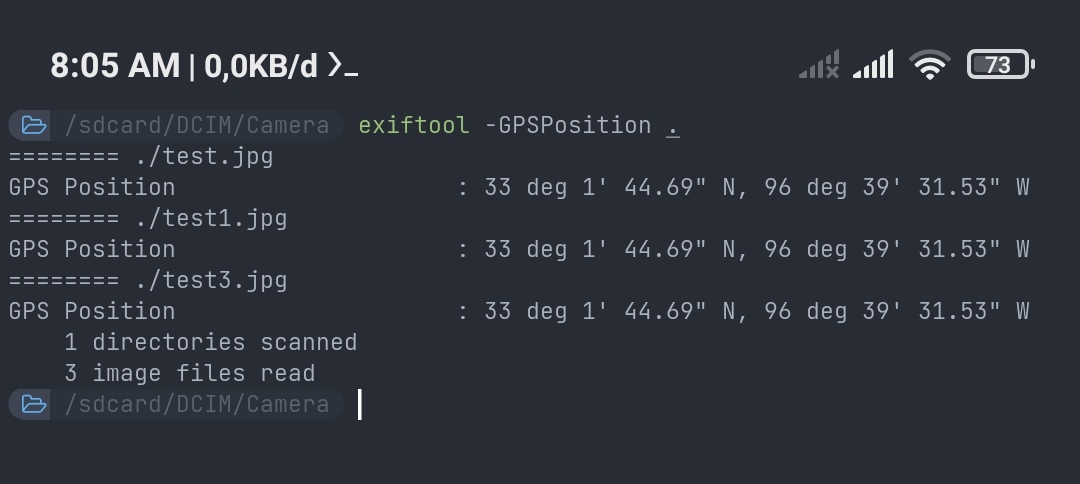 8:05 AM | 0,0KB/d >_ 73
/sdcard/DCIM/Camera exiftool -GPSPosition .
======== ./test.jpg
GPS Position : 33 deg 1' 44.69" N, 96 deg 39' 31.53" W
======== ./test1.jpg
GPS Position : 33 deg 1' 44.69" N, 96 deg 39' 31.53" W
======== ./test3.jpg
GPS Position : 33 deg 1' 44.69" N, 96 deg 39' 31.53" W
1 directories scanned
3 image files read
/sdcard/DCIM/Camera